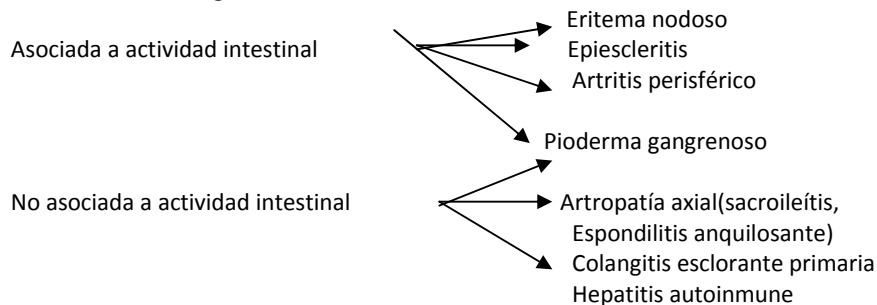 Eritema nodoso
Asociada a actividad intestinal
Epiescleritis
Artritis perisférico
Pioderma gangrenoso
No asociada a actividad intestinal
Artropatía axial(sacroileítis,
Espondilitis anquilosante)
Colangitis esclorante primaria
Hepatitis autoinmune